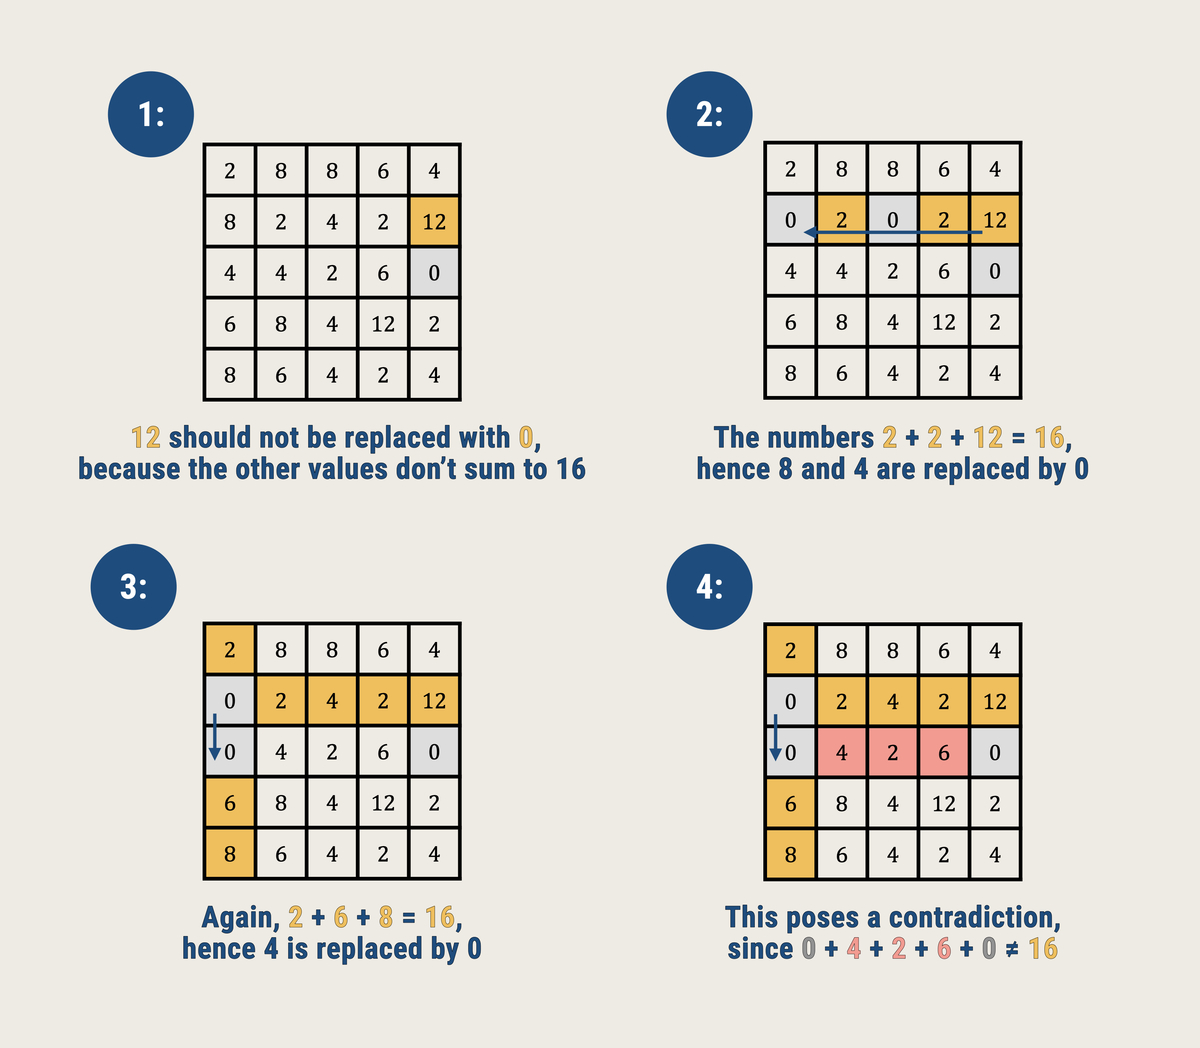 1:
2 8 8 6 4
8 2 4 2 12
4 4 2 6 0
6 8 4 12 2
8 6 4 2 4
12 should not be replaced with 0,
because the other values don’t sum to 16
2:
2 8 8 6 4
0 2 0 2 12
4 4 2 6 0
6 8 4 12 2
8 6 4 2 4
The numbers 2 + 2 + 12 = 16,
hence 8 and 4 are replaced by 0
3:
2 8 8 6 4
0 2 4 2 12
0 4 2 6 0
6 8 4 12 2
8 6 4 2 4
Again, 2 + 6 + 8 = 16,
hence 4 is replaced by 0
4:
2 8 8 6 4
0 2 4 2 12
0 4 2 6 0
6 8 4 12 2
8 6 4 2 4
This poses a contradiction,
since 0 + 4 + 2 + 6 + 0 ≠ 16